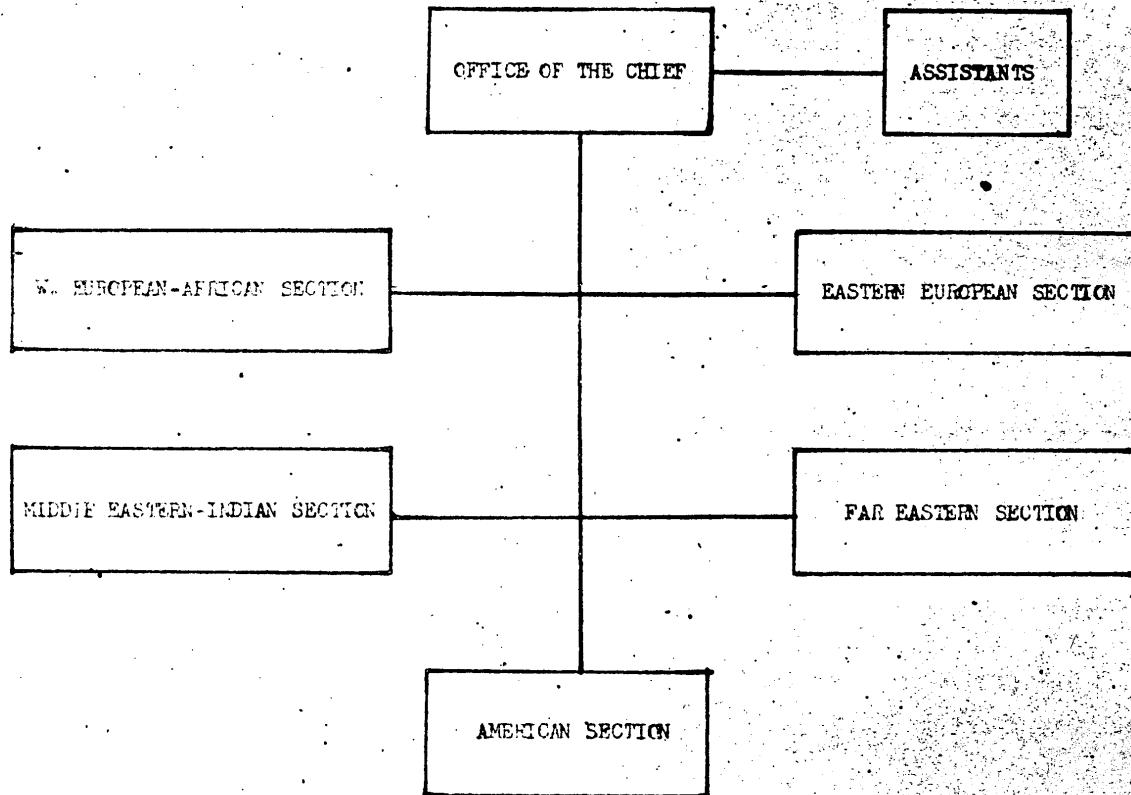 OFFICE OF THE CHIEF
ASSISTANTS
W. EUROPEAN-AFRICAN SECTION
EASTERN EUROPEAN SECTION
MIDDLE EASTERN-INDIAN SECTION
FAR EASTERN SECTION
AMERICAN SECTION